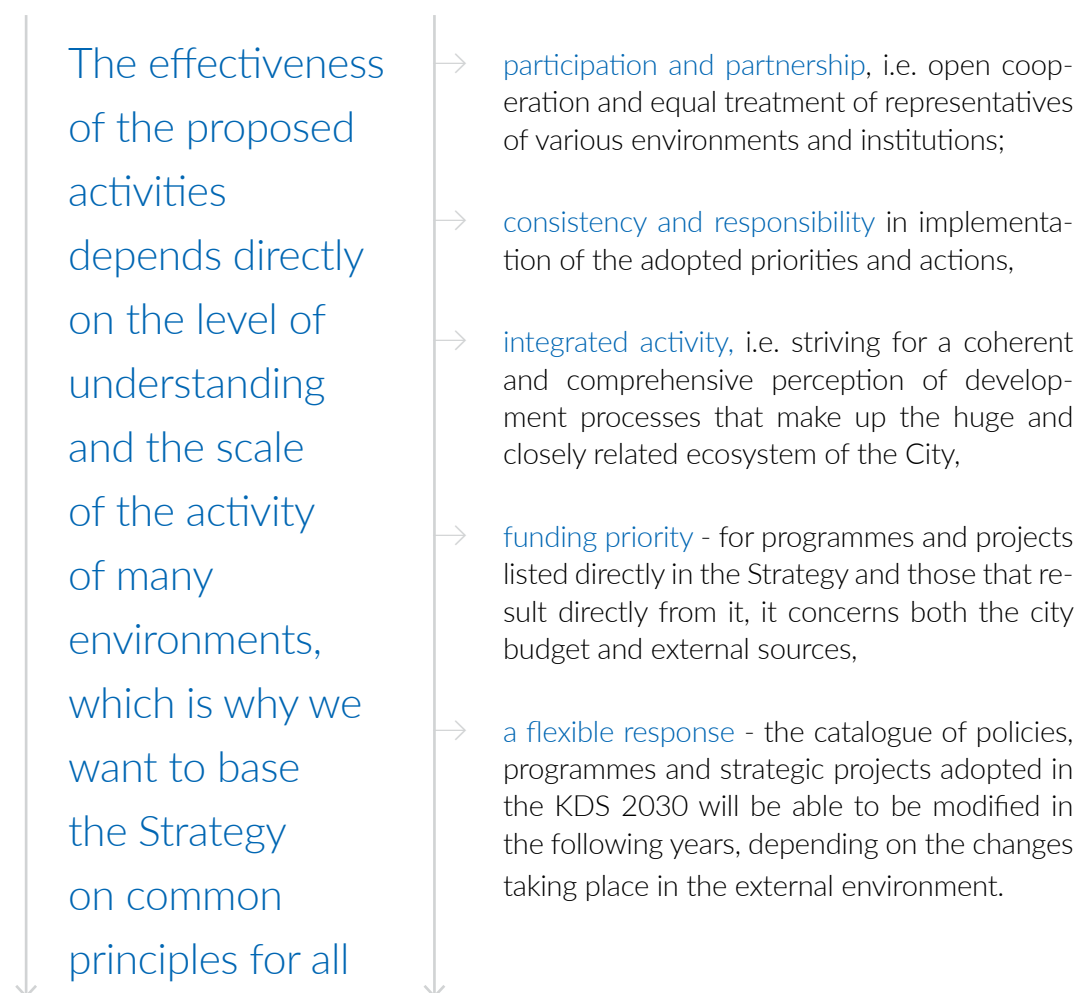 The effectiveness
of the proposed
activities
depends directly
on the level of
understanding
and the scale
of the activity
of many
environments,
which is why we
want to base
the Strategy
on common
principles for all
participation and partnership, i.e. open coop-
eration and equal treatment of representatives
of various environments and institutions;
consistency and responsibility in implementa-
tion of the adopted priorities and actions,
integrated activity, i.e. striving for a coherent
and comprehensive perception of develop-
ment processes that make up the huge and
closely related ecosystem of the City,
funding priority - for programmes and projects
listed directly in the Strategy and those that re-
sult directly from it, it concerns both the city
budget and external sources,
a flexible response - the catalogue of policies,
programmes and strategic projects adopted in
the KDS 2030 will be able to be modified in
the following years, depending on the changes
taking place in the external environment.